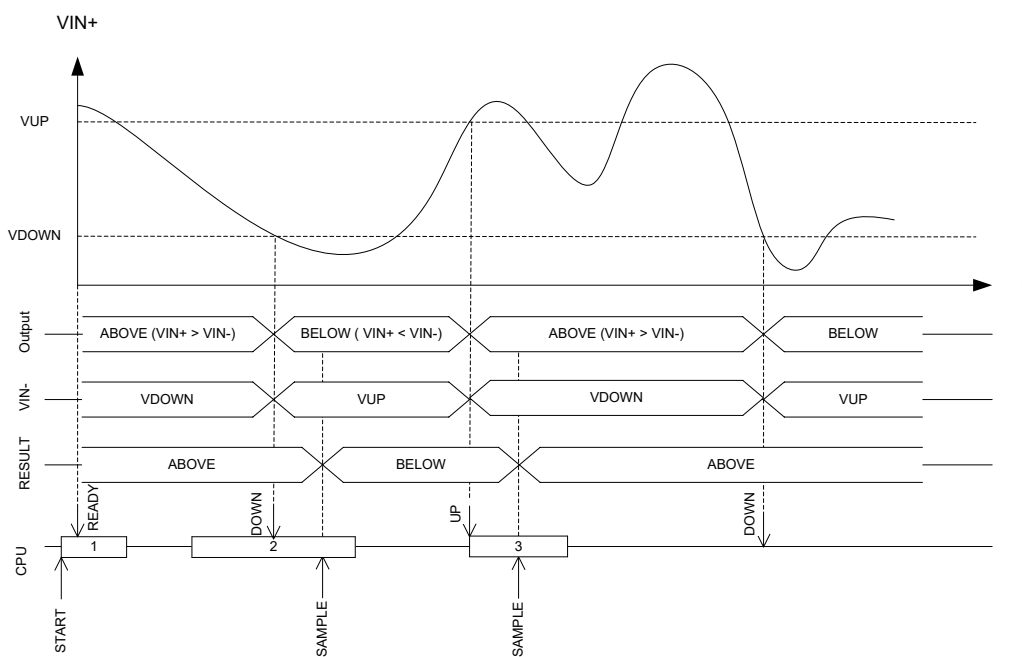 VIN+
VUP
VDOWN
Output
ABOVE (VIN+ > VIN-)
BELOW ( VIN+ < VIN-)
ABOVE (VIN+ > VIN-)
BELOW
VIN-
VDOWN
VUP
VDOWN
VUP
RESULT
ABOVE
BELOW
ABOVE
READY
DOWN
UP
DOWN
CPU
1
2
3
START
SAMPLE
SAMPLE